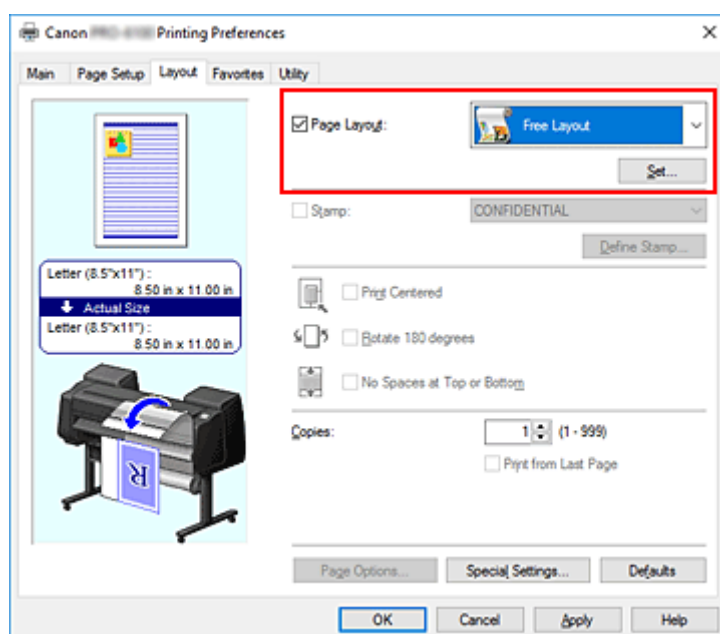 Canon Printing Preferences
Main Page Setup Layout Favorites Utility
Page Layout: Free Layout
Set...
Stamp: CONFIDENTIAL
Define Stamp...
Letter (8.5"x11") :
8.50 in x 11.00 in
Actual Size
Letter (8.5"x11") :
8.50 in x 11.00 in
Print Centered
Rotate 180 degrees
No Spaces at Top or Bottom
Copies: 1 (1 - 999)
Print from Last Page
R
Page Options... Special Settings... Defaults
OK Cancel Apply Help